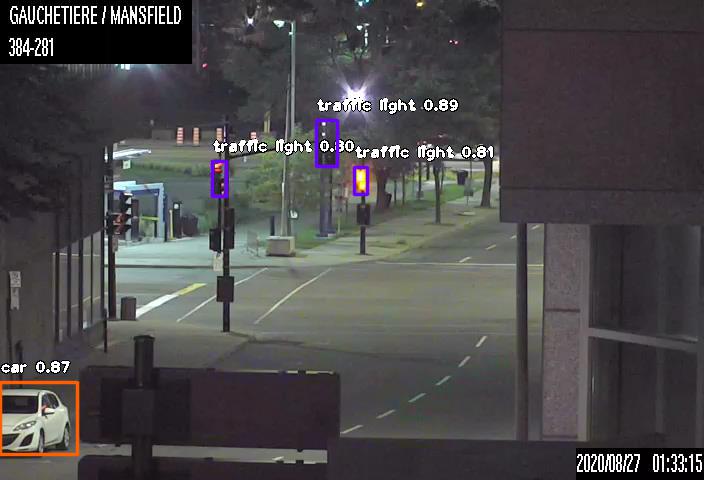 GAUCHETIERE / MANSFIELD
384-281
traffic light 0.89
traffic light 0.80
traffic light 0.81
car 0.87
2020/08/27 01:33:15